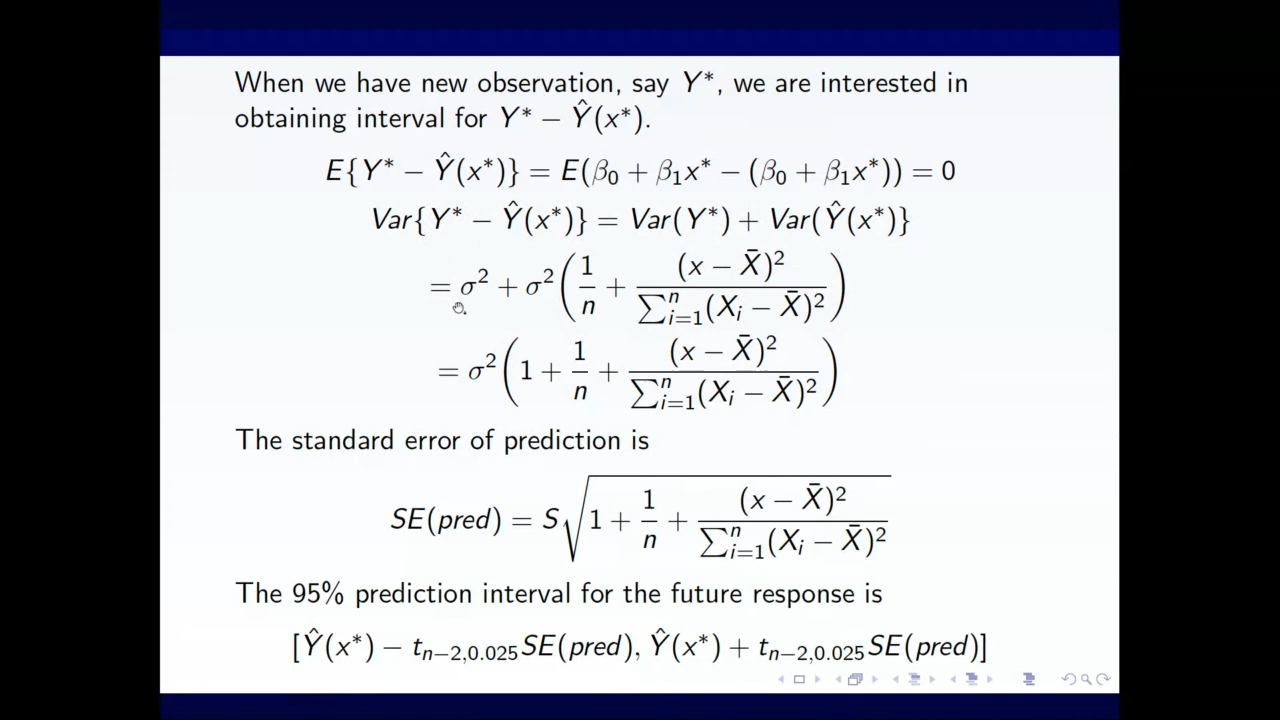 When we have new observation, say Y*, we are interested in
obtaining interval for Y* − Ŷ(x*).
E{Y* − Ŷ(x*)} = E(β₀ + β₁x* − (β₀ + β₁x*)) = 0
Var{Y* − Ŷ(x*)} = Var(Y*) + Var(Ŷ(x*)}
= σ² + σ²(1/n + (x − X̄)²/∑ⁿᵢ₌₁(Xᵢ − X̄)²)
= σ²(1 + 1/n + (x − X̄)²/∑ⁿᵢ₌₁(Xᵢ − X̄)²)
The standard error of prediction is
SE(pred) = S√(1 + 1/n + (x − X̄)²/∑ⁿᵢ₌₁(Xᵢ − X̄)²)
The 95% prediction interval for the future response is
[Ŷ(x*) − tₙ₋₂,₀.₀₂₅SE(pred), Ŷ(x*) + tₙ₋₂,₀.₀₂₅SE(pred)]